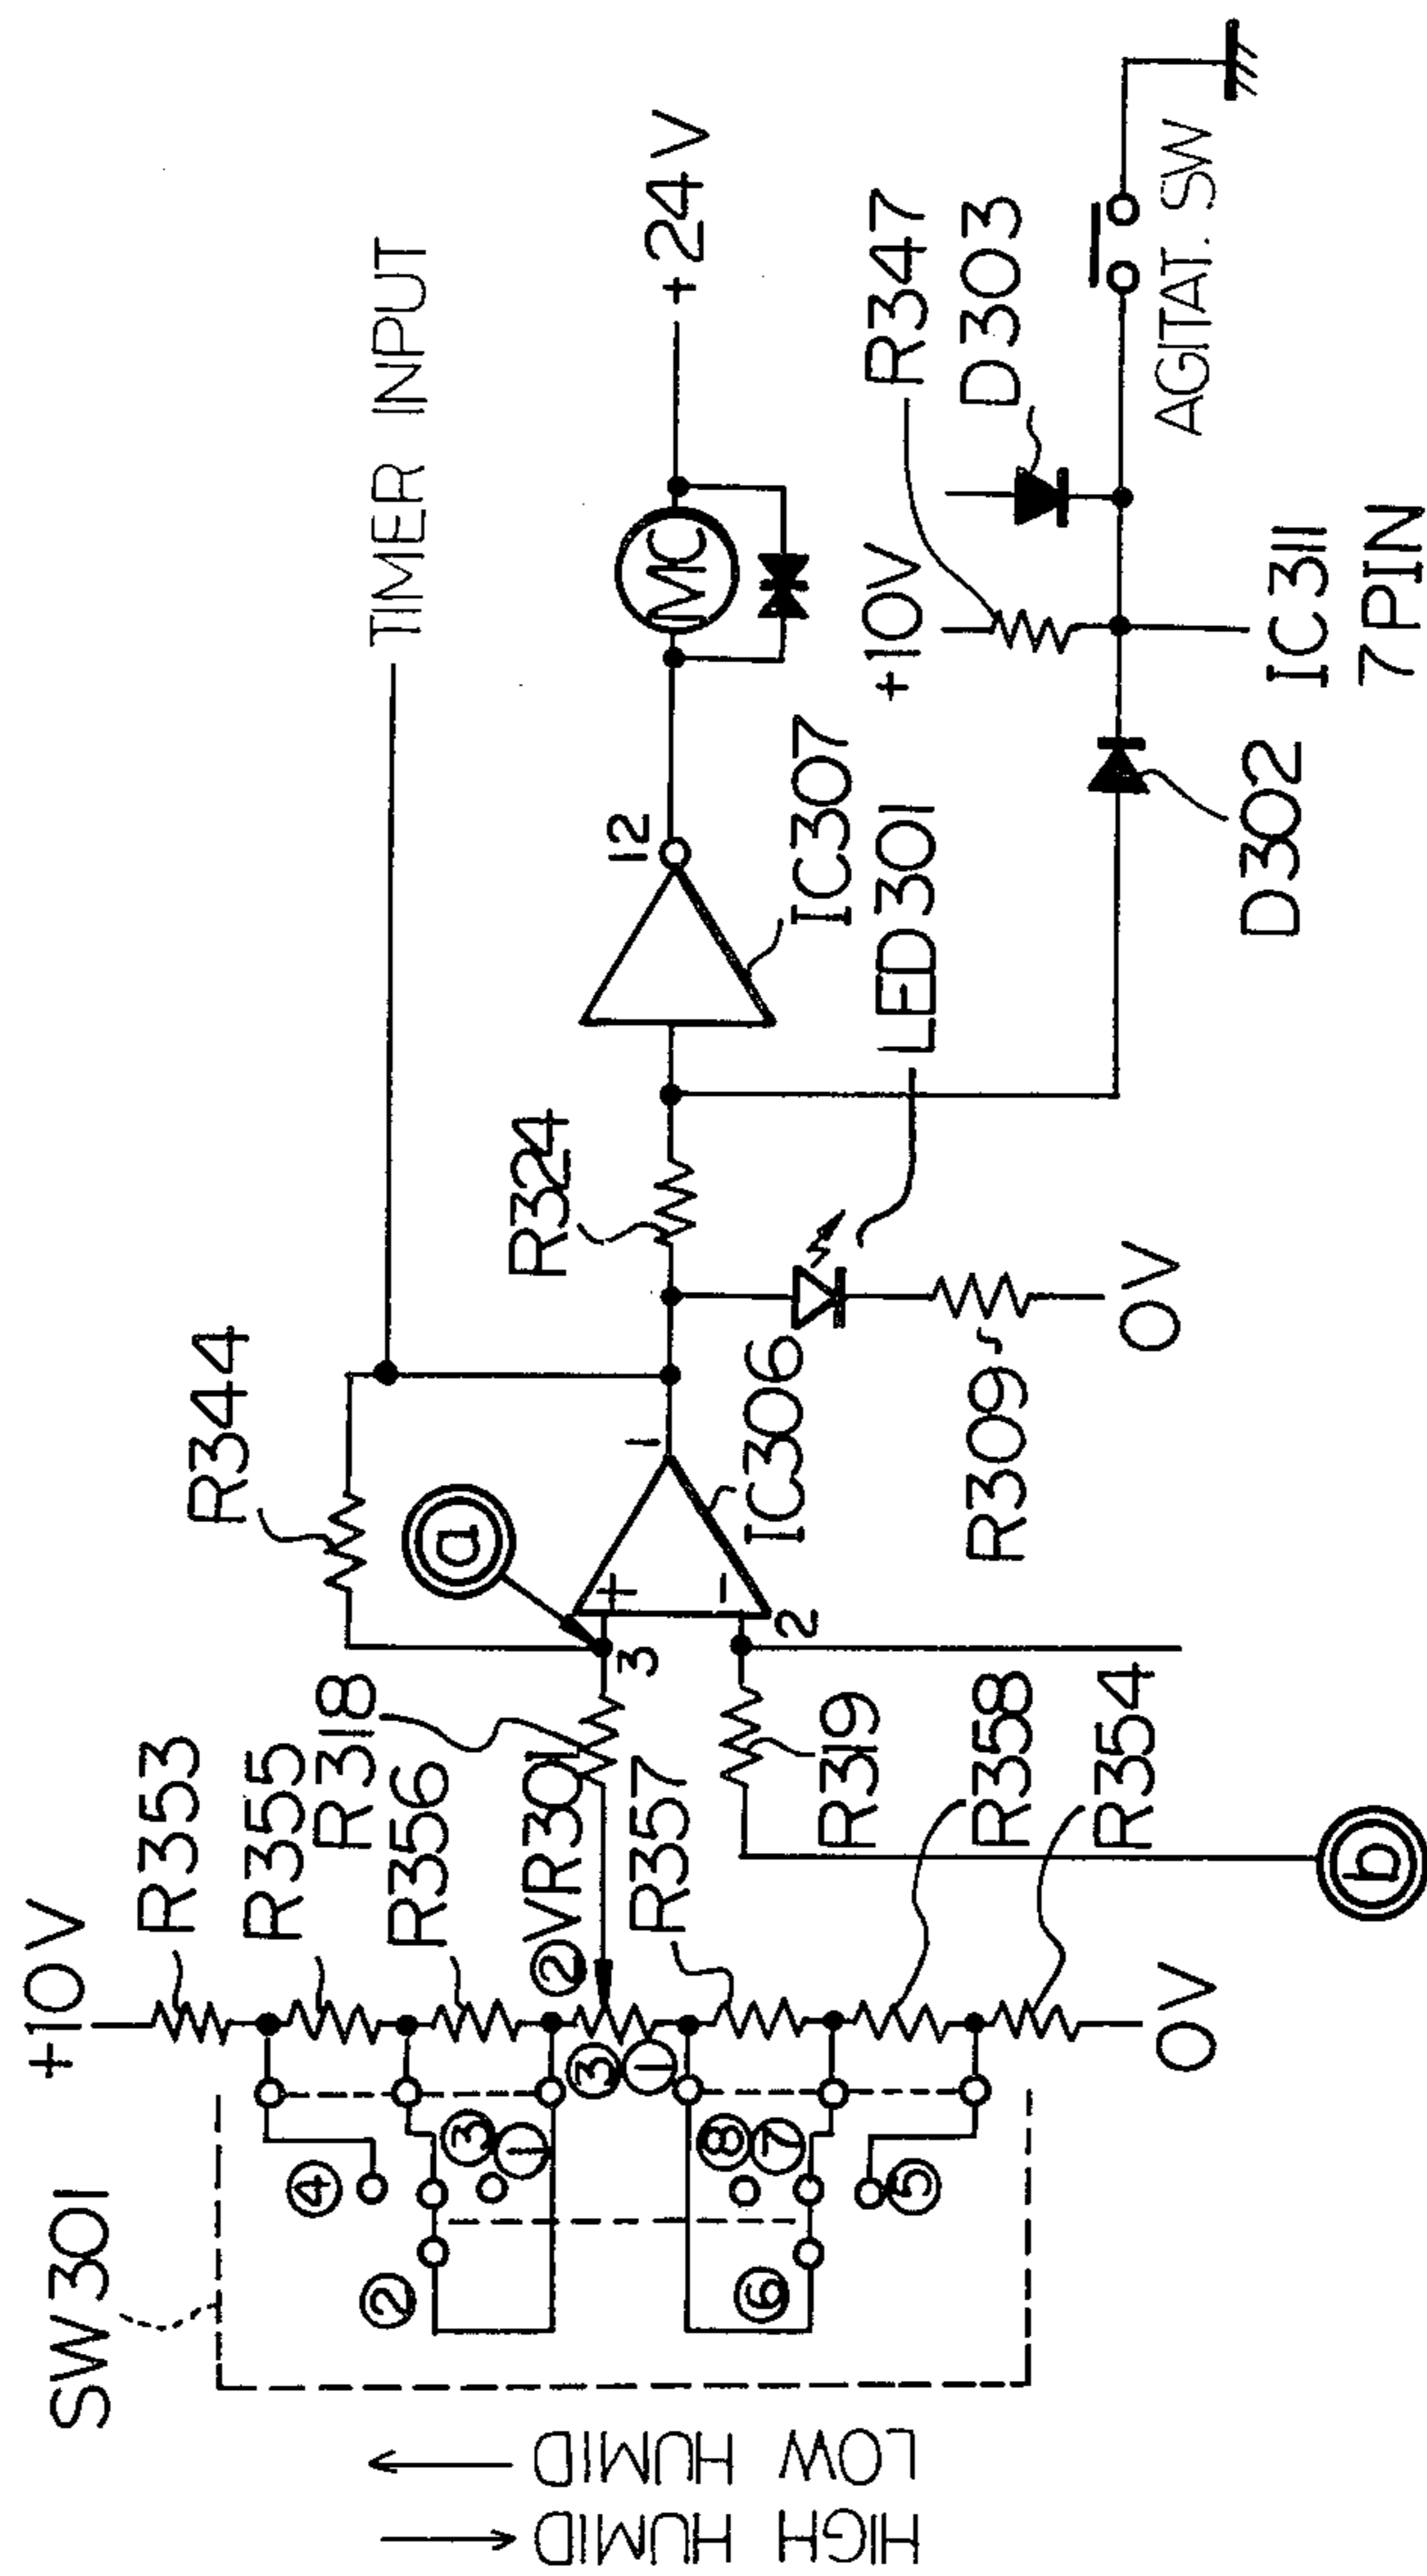 SW301
HIGH HUMID
LOW HUMID
④
②
③
①
⑧
⑦
⑥
⑤
+10V
R353
R355
R318
R356
②VR301
③
①
R357
R319
R358
R354
0V
ⓑ
R344
ⓐ
3
+
-
2
1
IC306
R309
0V
R324
LED301
TIMER INPUT
12
IC307
MC
+24V
D302
+10V
R347
D303
IC311
7PIN
AGITAT. SW